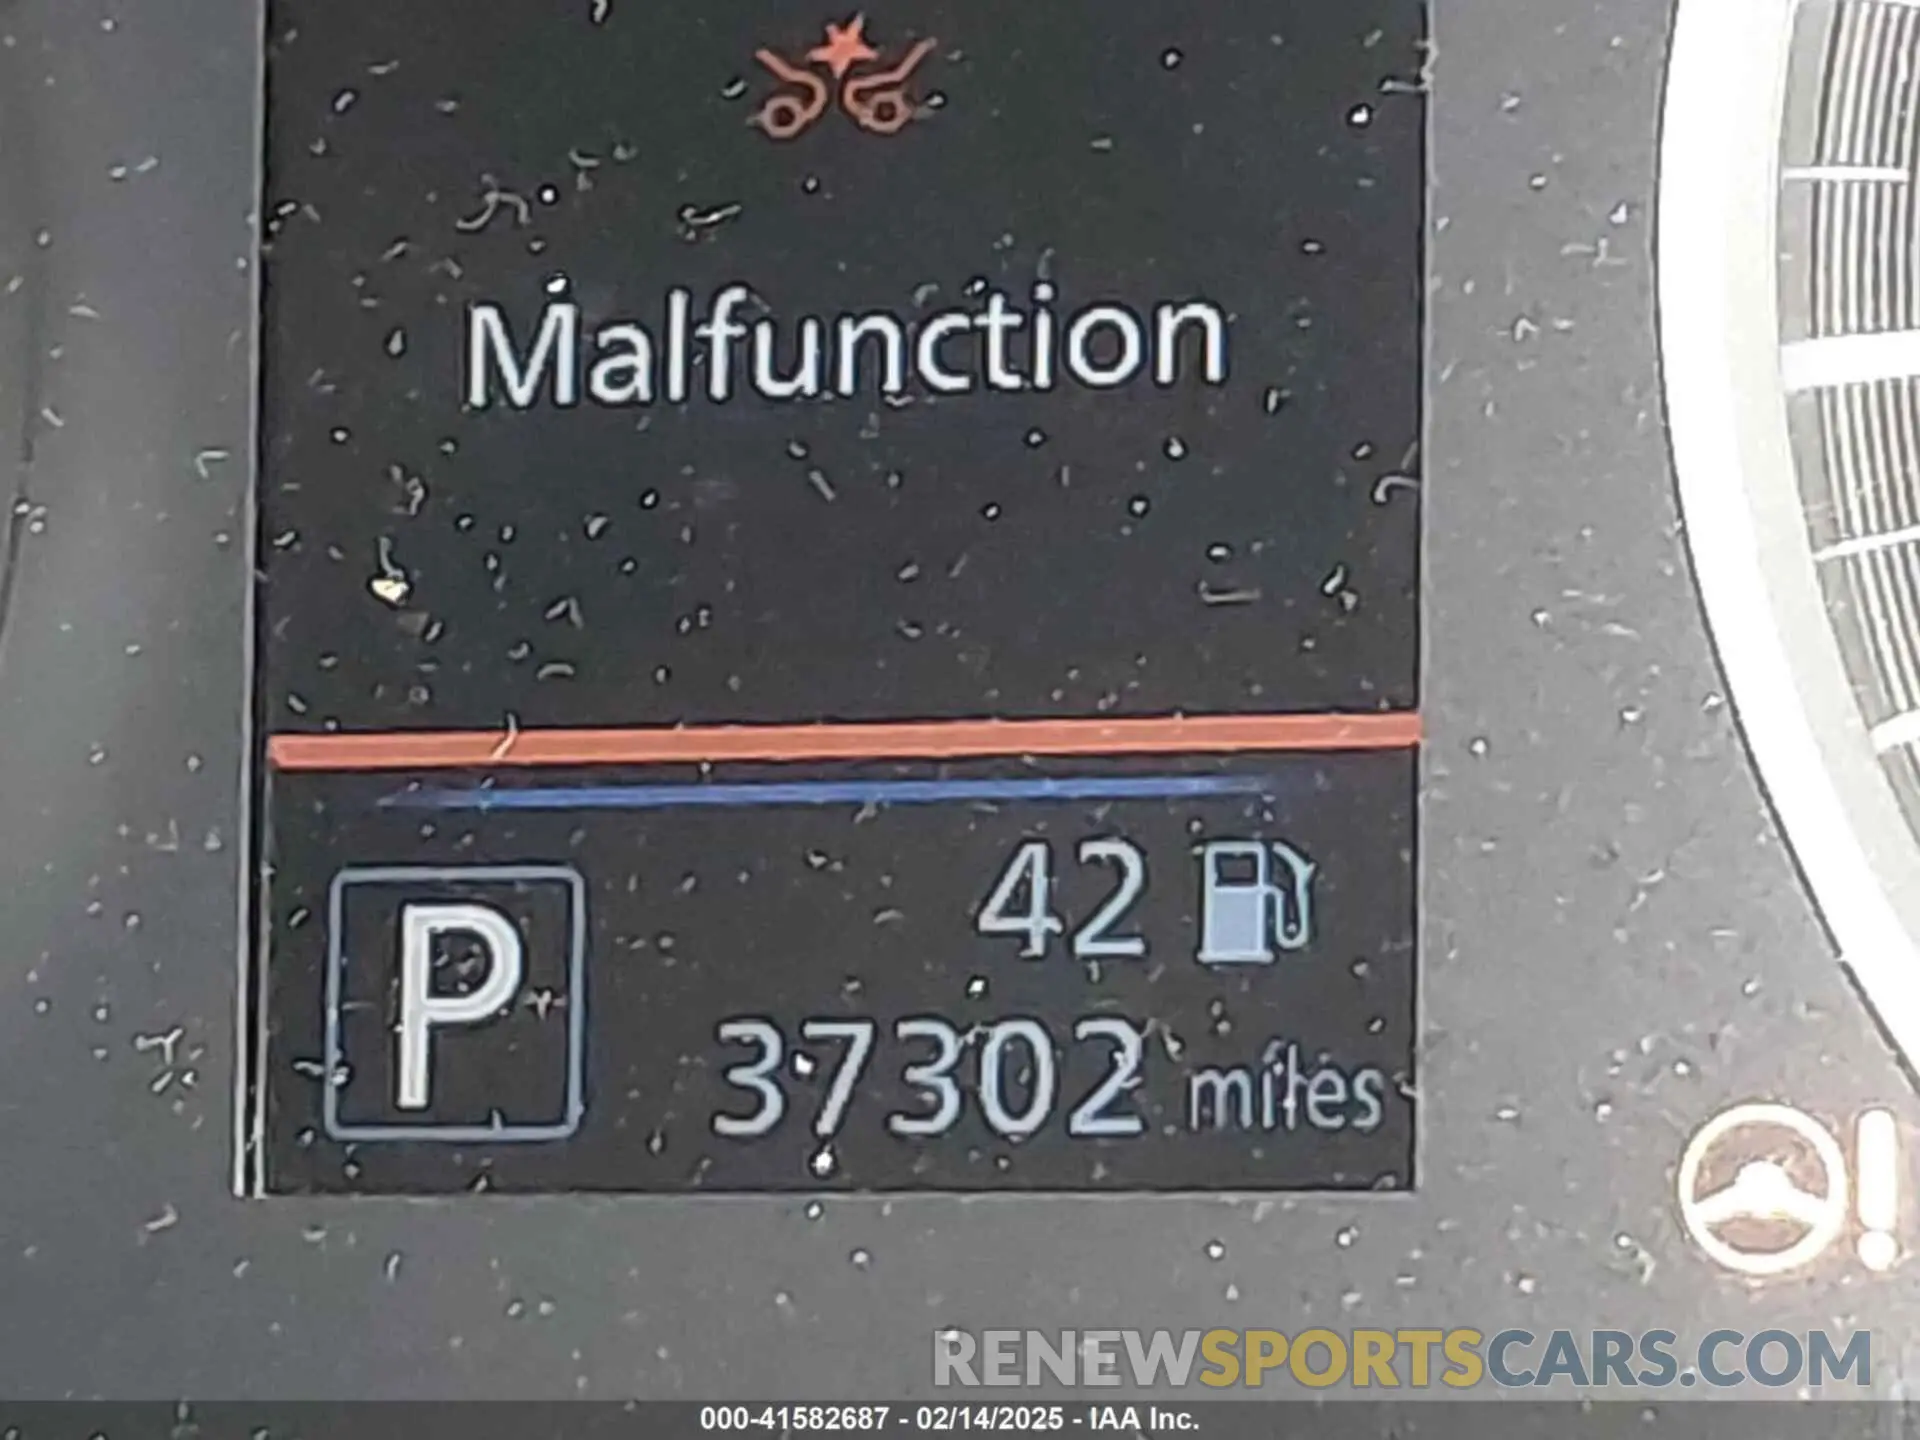 Malfunction
42
P
37302 miles
!
RENEWSPORTSCARS.COM
000-41582687 - 02/14/2025 - IAA Inc.